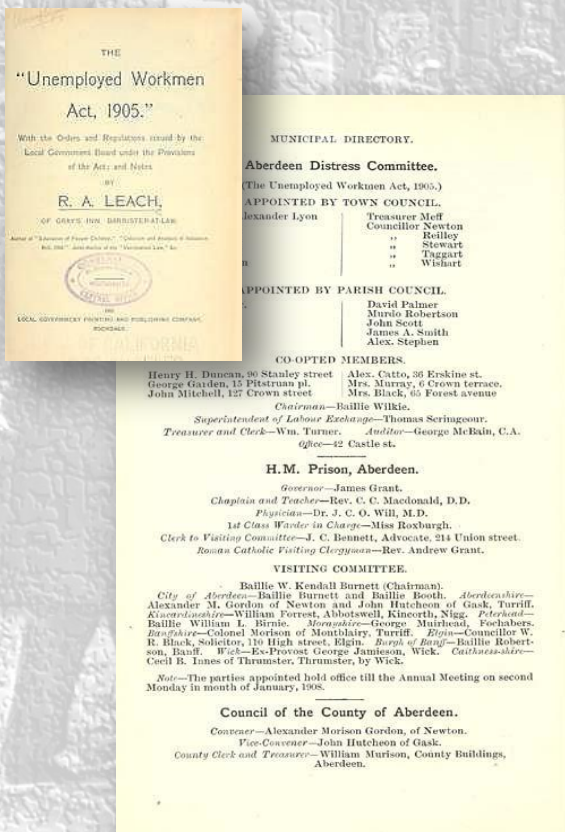 THE
“Unemployed Workmen
Act, 1905.”
With the Orders and Regulations issued by the
Local Government Board under the Provisions
of the Act; and Notes
BY
R. A. LEACH,
OF GRAY'S INN, BARRISTER-AT-LAW.
LOCAL GOVERNMENT PRINTING AND PUBLISHING COMPANY,
ROCHDALE.
MUNICIPAL DIRECTORY.
Aberdeen Distress Committee.
(The Unemployed Workmen Act, 1905.)
APPOINTED BY TOWN COUNCIL.
lexander Lyon
Treasurer Meff
Councillor Newton
„ Reilley
„ Stewart
„ Taggart
„ Wishart
APPOINTED BY PARISH COUNCIL.
David Palmer
Murdo Robertson
John Scott
James A. Smith
Alex. Stephen
CO-OPTED MEMBERS.
Henry H. Duncan, 90 Stanley street
George Garden, 15 Pitstruan pl.
John Mitchell, 127 Crown street
Alex. Catto, 36 Erskine st.
Mrs. Murray, 6 Crown terrace.
Mrs. Black, 65 Forest avenue
Chairman—Baillie Wilkie.
Superintendent of Labour Exchange—Thomas Scrimgeour.
Treasurer and Clerk—Wm. Turner. Auditor—George McBain, C.A.
Office—42 Castle st.
H.M. Prison, Aberdeen.
Governor—James Grant.
Chaplain and Teacher—Rev. C. C. Macdonald, D.D.
Physician—Dr. J. C. O. Will, M.D.
1st Class Warder in Charge—Miss Roxburgh.
Clerk to Visiting Committee—J. C. Bennett, Advocate, 214 Union street.
Roman Catholic Visiting Clergyman—Rev. Andrew Grant.
VISITING COMMITTEE.
Baillie W. Kendall Burnett (Chairman).
City of Aberdeen—Baillie Burnett and Baillie Booth. Aberdeenshire—
Alexander M. Gordon of Newton and John Hutcheon of Gask, Turriff.
Kincardineshire—William Forrest, Abbotswell, Kincorth, Nigg. Peterhead—
Baillie William L. Birnie. Morayshire—George Muirhead, Fochabers.
Banffshire—Colonel Morison of Montblairy, Turriff. Elgin—Councillor W.
R. Black, Solicitor, 110 High street, Elgin. Burgh of Banff—Baillie Robert-
son, Banff. Wick—Ex-Provost George Jamieson, Wick. Caithness-shire—
Cecil B. Innes of Thrumster, Thrumster, by Wick.
Note—The parties appointed hold office till the Annual Meeting on second
Monday in month of January, 1908.
Council of the County of Aberdeen.
Convener—Alexander Morison Gordon, of Newton.
Vice-Convener—John Hutcheon of Gask.
County Clerk and Treasurer—William Murison, County Buildings,
Aberdeen.